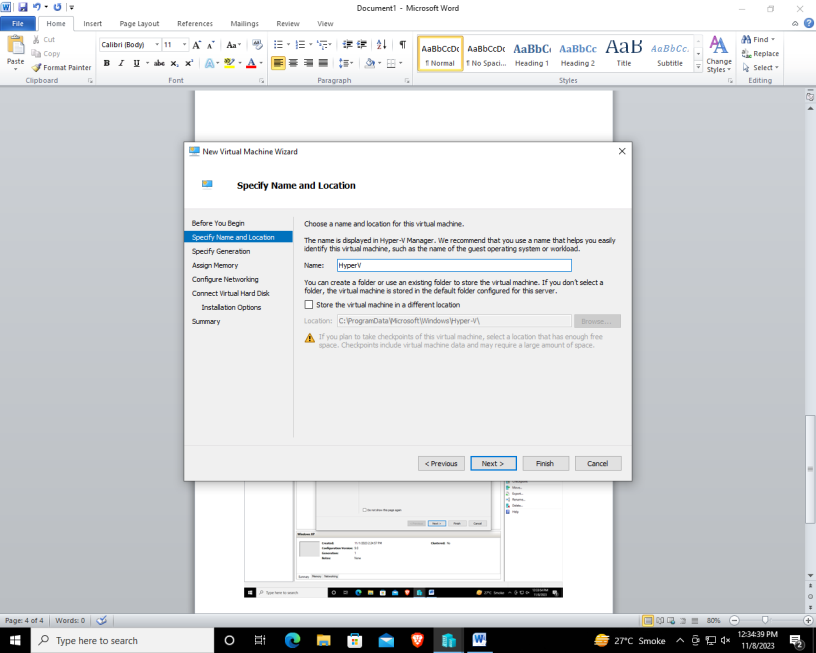 Document1 - Microsoft Word
File Home Insert Page Layout References Mailings Review View
Paste
Cut
Copy
Format Painter
Clipboard
Calibri (Body) 11
Font
Paragraph
AaBbCcDc AaBbCcDc AaBbC AaBbCc AaB AaBbCc.
¶ Normal ¶ No Spaci... Heading 1 Heading 2 Title Subtitle
Change Styles
Styles
Find
Replace
Select
Editing
New Virtual Machine Wizard
Specify Name and Location
Before You Begin
Specify Name and Location
Specify Generation
Assign Memory
Configure Networking
Connect Virtual Hard Disk
Installation Options
Summary
Choose a name and location for this virtual machine.
The name is displayed in Hyper-V Manager. We recommend that you use a name that helps you easily
identify this virtual machine, such as the name of the guest operating system or workload.
Name: HyperV
You can create a folder or use an existing folder to store the virtual machine. If you don't select a
folder, the virtual machine is stored in the default folder configured for this server.
Store the virtual machine in a different location
Location: C:\ProgramData\Microsoft\Windows\Hyper-V\ Browse...
If you plan to take checkpoints of this virtual machine, select a location that has enough free
space. Checkpoints include virtual machine data and may require a large amount of space.
< Previous Next > Finish Cancel
Page: 4 of 4 Words: 0 80%
Type here to search
27°C Smoke
12:34:39 PM
11/8/2023
2